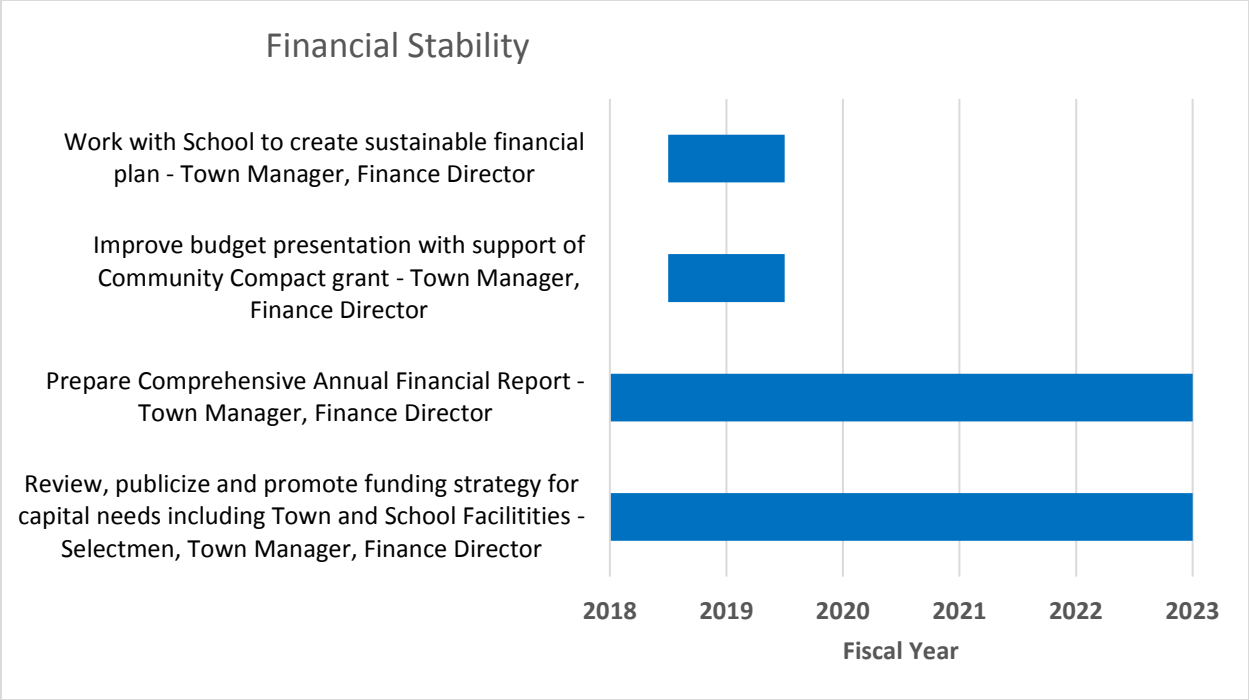 Financial Stability
Work with School to create sustainable financial
plan - Town Manager, Finance Director
Improve budget presentation with support of
Community Compact grant - Town Manager,
Finance Director
Prepare Comprehensive Annual Financial Report -
Town Manager, Finance Director
Review, publicize and promote funding strategy for
capital needs including Town and School Facilitities -
Selectmen, Town Manager, Finance Director
2018 2019 2020 2021 2022 2023
Fiscal Year